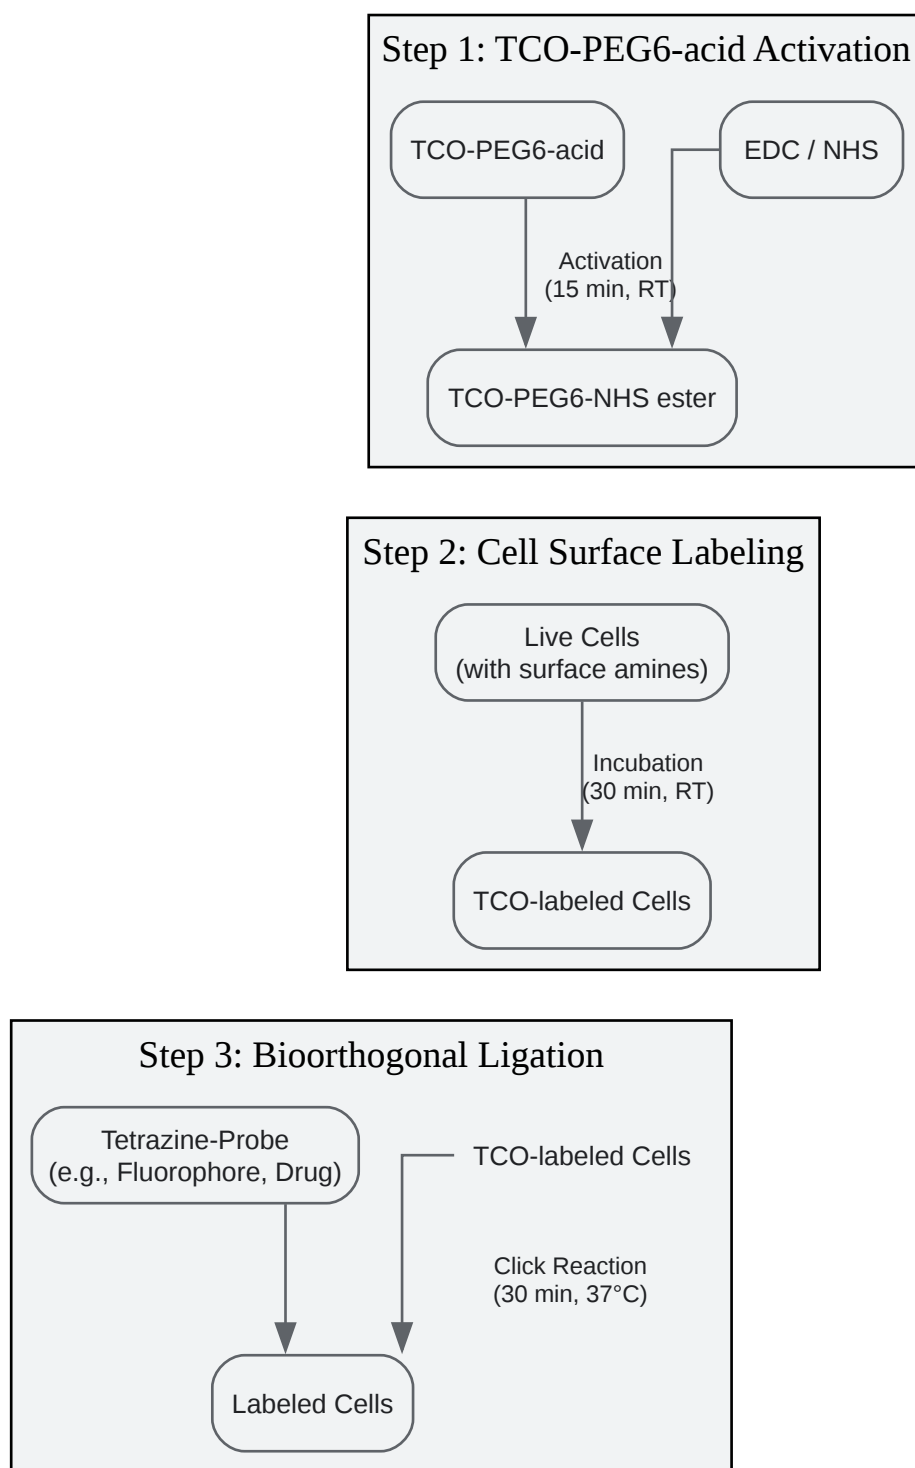 Step 1: TCO-PEG6-acid Activation
TCO-PEG6-acid
EDC / NHS
Activation
(15 min, RT)
TCO-PEG6-NHS ester
Step 2: Cell Surface Labeling
Live Cells
(with surface amines)
Incubation
(30 min, RT)
TCO-labeled Cells
Step 3: Bioorthogonal Ligation
Tetrazine-Probe
(e.g., Fluorophore, Drug)
TCO-labeled Cells
Click Reaction
(30 min, 37°C)
Labeled Cells